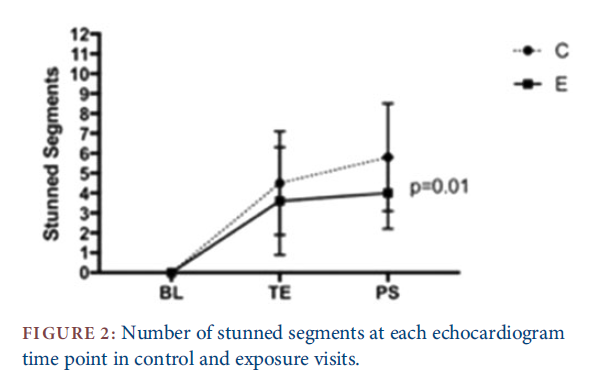 12
11
10
9
8
7
6
5
4
3
2
1
0
Stunned Segments
BL
TE
PS
p=0.01
C
E
FIGURE 2: Number of stunned segments at each echocardiogram
time point in control and exposure visits.